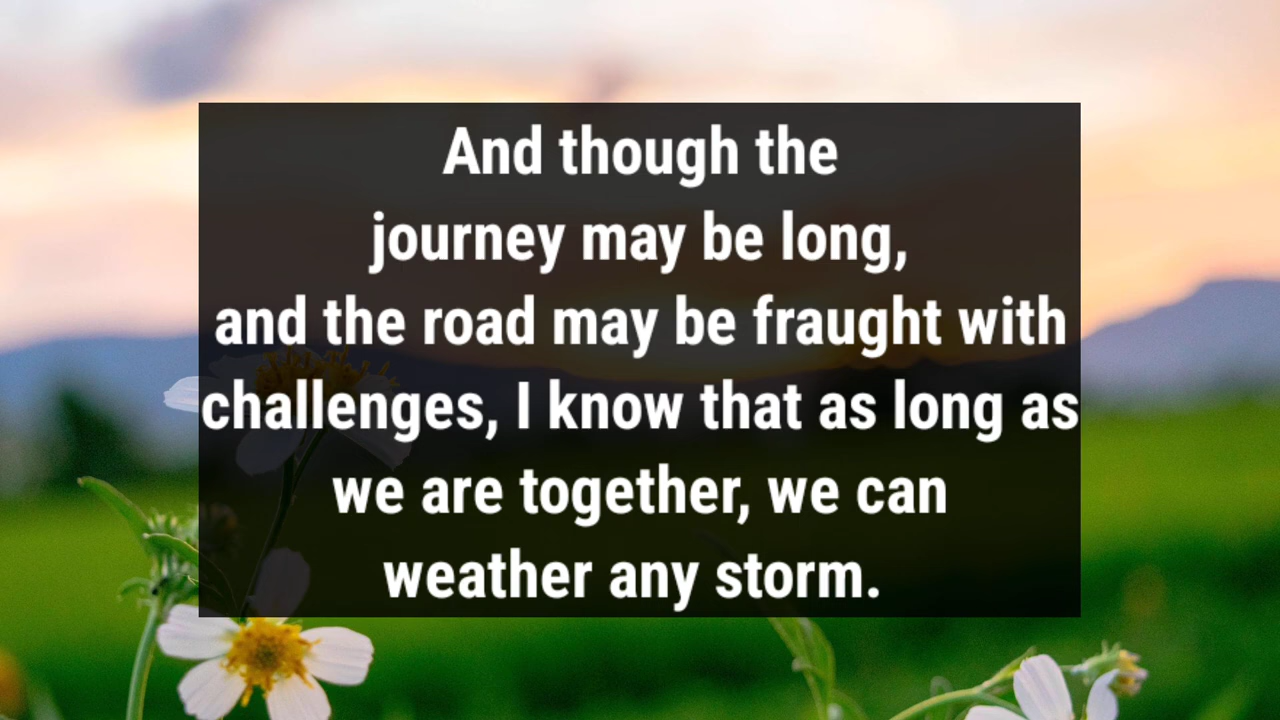 And though the
journey may be long,
and the road may be fraught with
challenges, I know that as long as
we are together, we can
weather any storm.